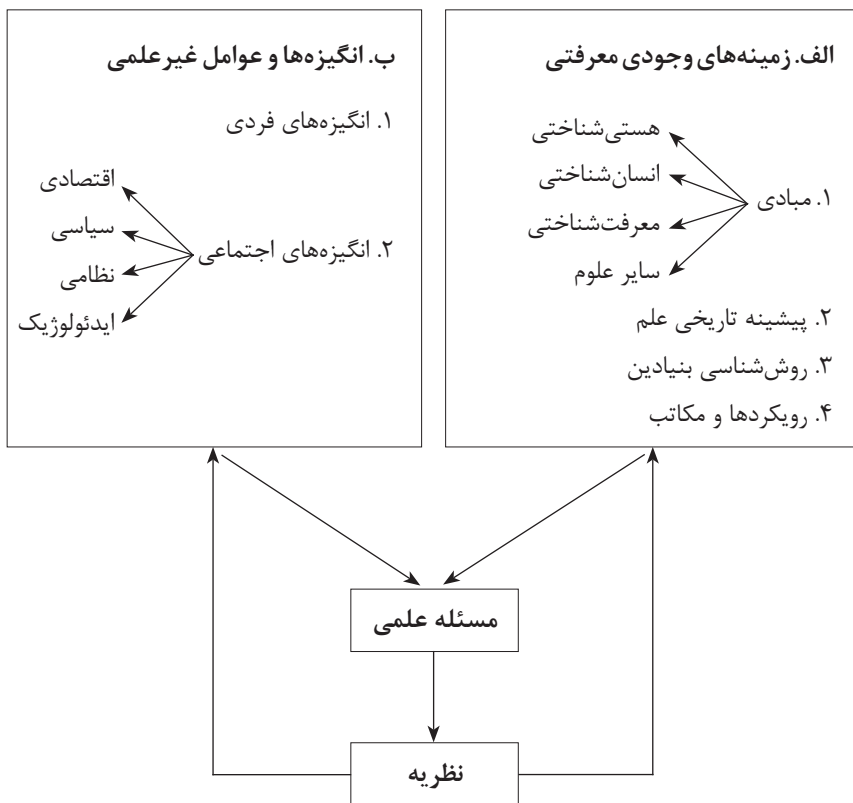 الف. زمینه‌های وجودی معرفتی
هستی‌شناختی
انسان‌شناختی
۱. مبادی
معرفت‌شناختی
سایر علوم
۲. پیشینه تاریخی علم
۳. روش‌شناسی بنیادین
۴. رویکردها و مکاتب
ب. انگیزه‌ها و عوامل غیرعلمی
۱. انگیزه‌های فردی
اقتصادی
سیاسی
۲. انگیزه‌های اجتماعی
نظامی
ایدئولوژیک
مسئله علمی
نظریه